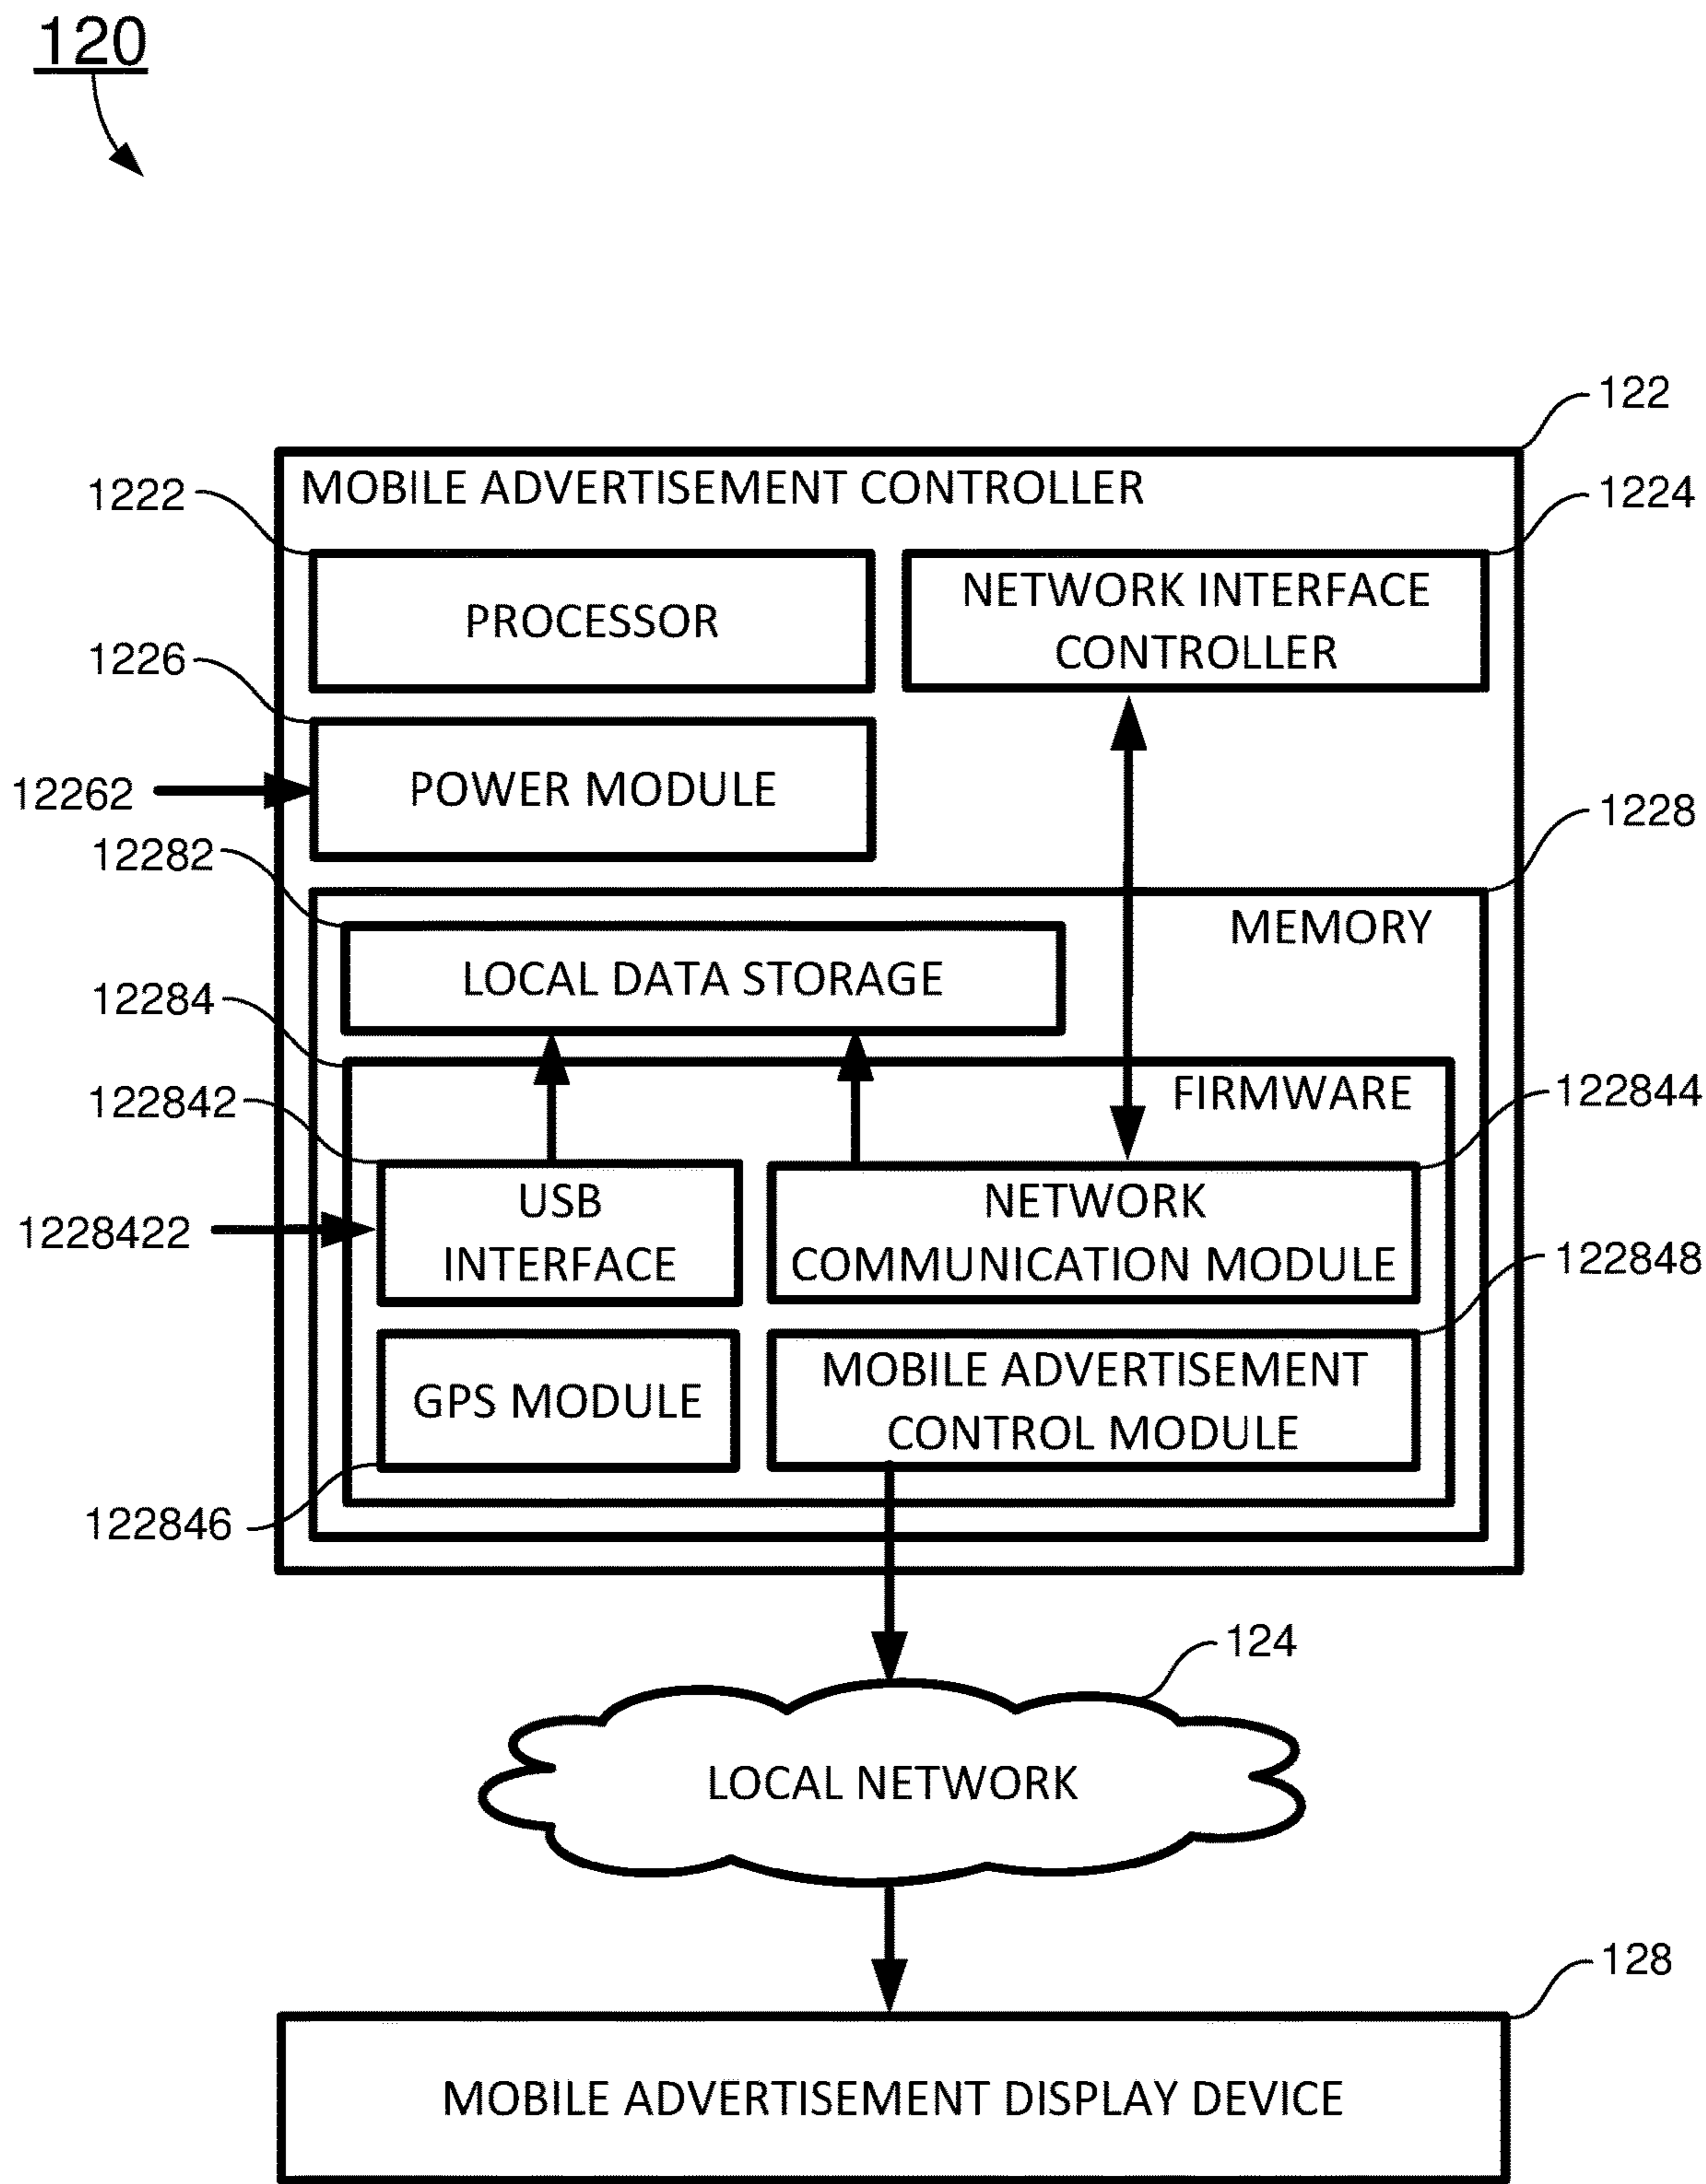 120
122
MOBILE ADVERTISEMENT CONTROLLER
1222
1224
PROCESSOR
NETWORK INTERFACE
CONTROLLER
1226
POWER MODULE
12262
1228
12282
MEMORY
LOCAL DATA STORAGE
12284
FIRMWARE
122842
122844
USB
INTERFACE
NETWORK
COMMUNICATION MODULE
1228422
122848
GPS MODULE
MOBILE ADVERTISEMENT
CONTROL MODULE
122846
124
LOCAL NETWORK
128
MOBILE ADVERTISEMENT DISPLAY DEVICE